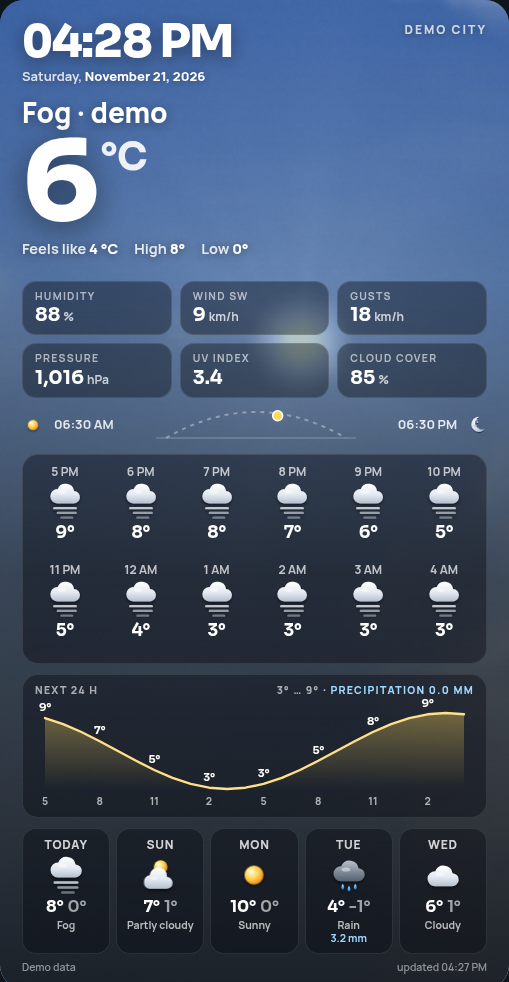 04:28 PM
DEMO CITY
Saturday, November 21, 2026
Fog · demo
6 °C
Feels like 4 °C High 8° Low 0°
HUMIDITY WIND SW GUSTS
88 % 9 km/h 18 km/h
PRESSURE UV INDEX CLOUD COVER
1,016 hPa 3.4 85 %
06:30 AM 06:30 PM
5 PM 6 PM 7 PM 8 PM 9 PM 10 PM
9° 8° 8° 7° 6° 5°
11 PM 12 AM 1 AM 2 AM 3 AM 4 AM
5° 4° 3° 3° 3° 3°
NEXT 24 H 3° … 9° · PRECIPITATION 0.0 MM
9° 7° 5° 3° 3° 5° 8° 9°
5 8 11 2 5 8 11 2
TODAY SUN MON TUE WED
8° 0° 7° 1° 10° 0° 4° -1° 6° 1°
Fog Partly cloudy Sunny Rain Cloudy
3.2 mm
Demo data updated 04:27 PM